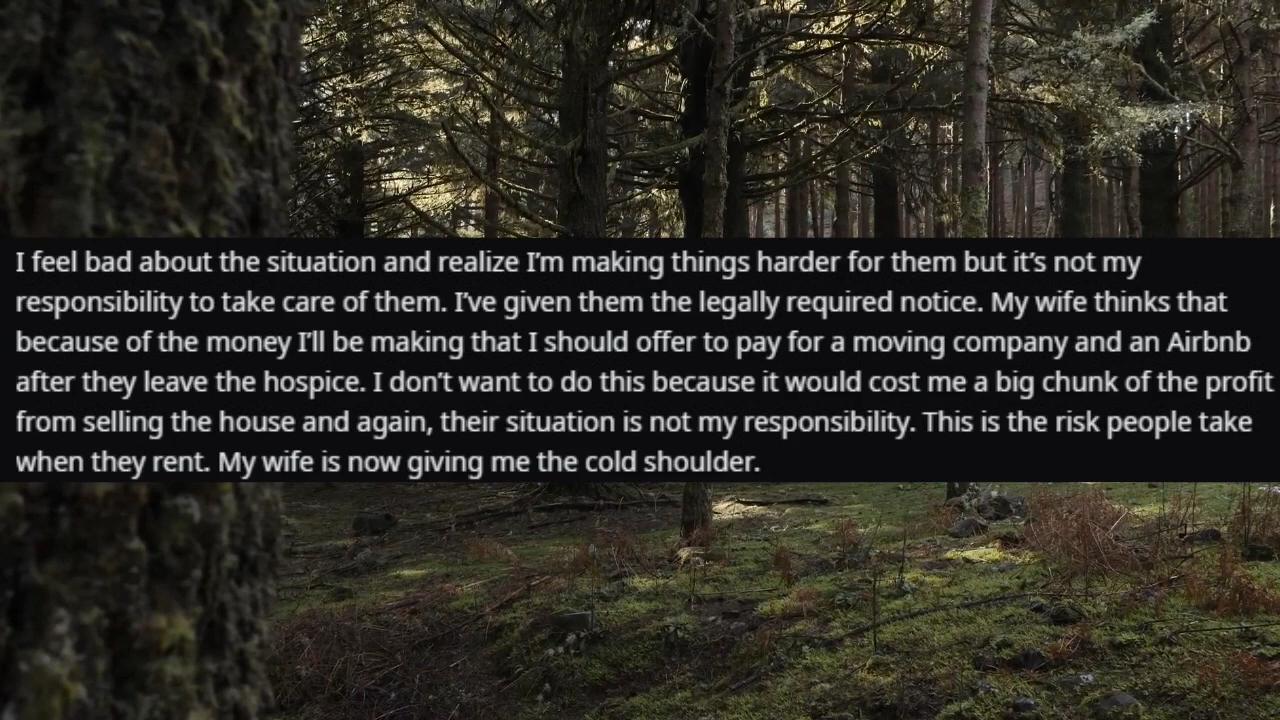 I feel bad about the situation and realize I’m making things harder for them but it’s not my
responsibility to take care of them. I’ve given them the legally required notice. My wife thinks that
because of the money I’ll be making that I should offer to pay for a moving company and an Airbnb
after they leave the hospice. I don’t want to do this because it would cost me a big chunk of the profit
from selling the house and again, their situation is not my responsibility. This is the risk people take
when they rent. My wife is now giving me the cold shoulder.